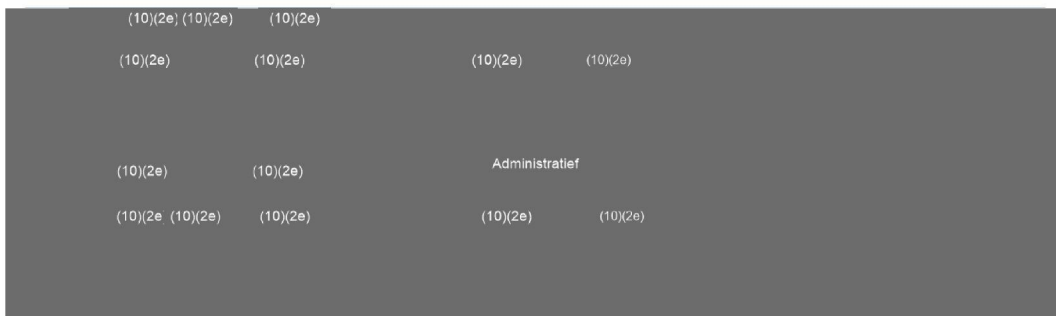 (10)(2e) (10)(2e) (10)(2e)
(10)(2e) (10)(2e) (10)(2e) (10)(2e)
(10)(2e) (10)(2e) Administratief
(10)(2e (10)(2e) (10)(2e) (10)(2e) (10)(2e)